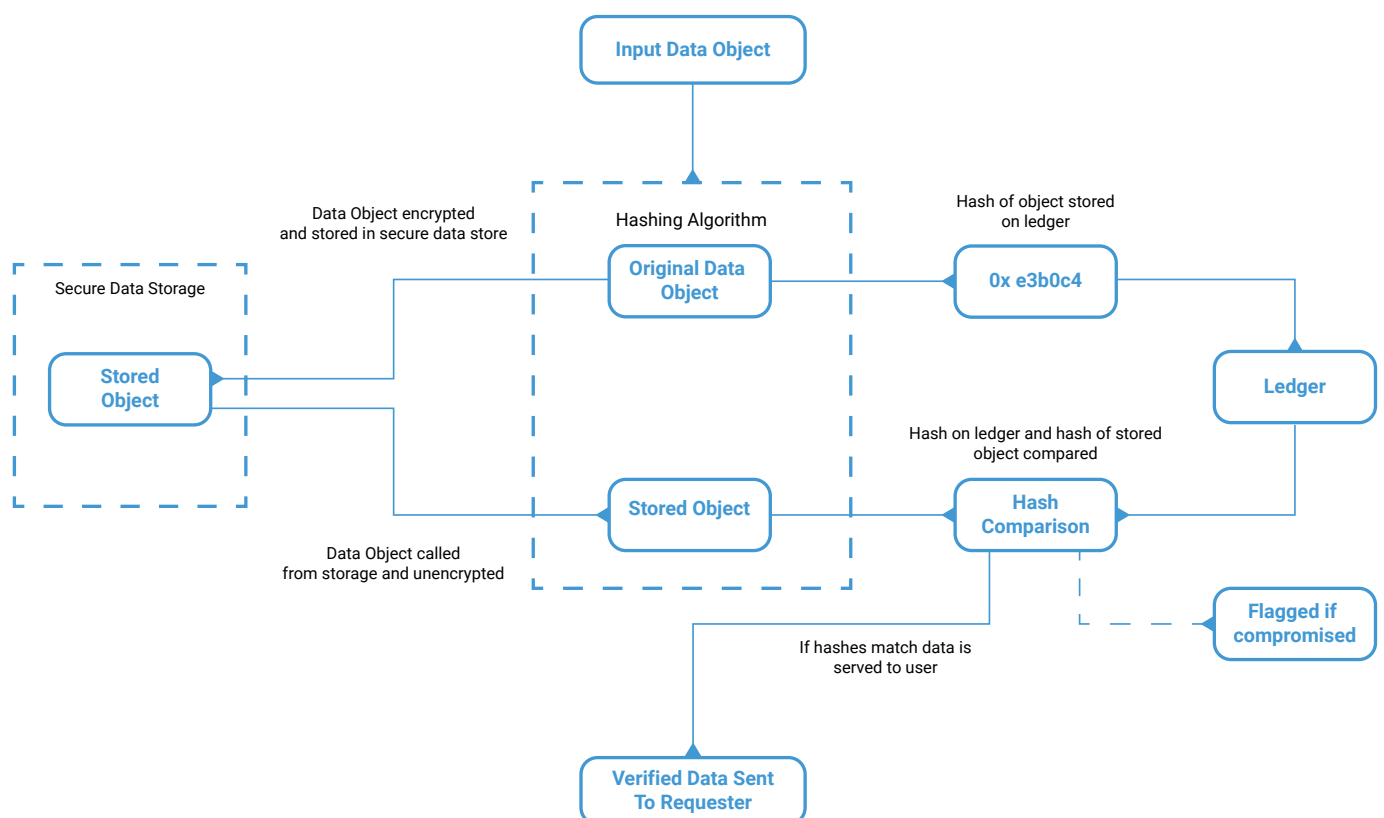 Input Data Object
Data Object encrypted
and stored in secure data store
Hashing Algorithm
Hash of object stored
on ledger
Secure Data Storage
Original Data
Object
0x e3b0c4
Stored
Object
Ledger
Hash on ledger and hash of stored
object compared
Stored Object
Hash
Comparison
Data Object called
from storage and unencrypted
Flagged if
compromised
If hashes match data is
served to user
Verified Data Sent
To Requester